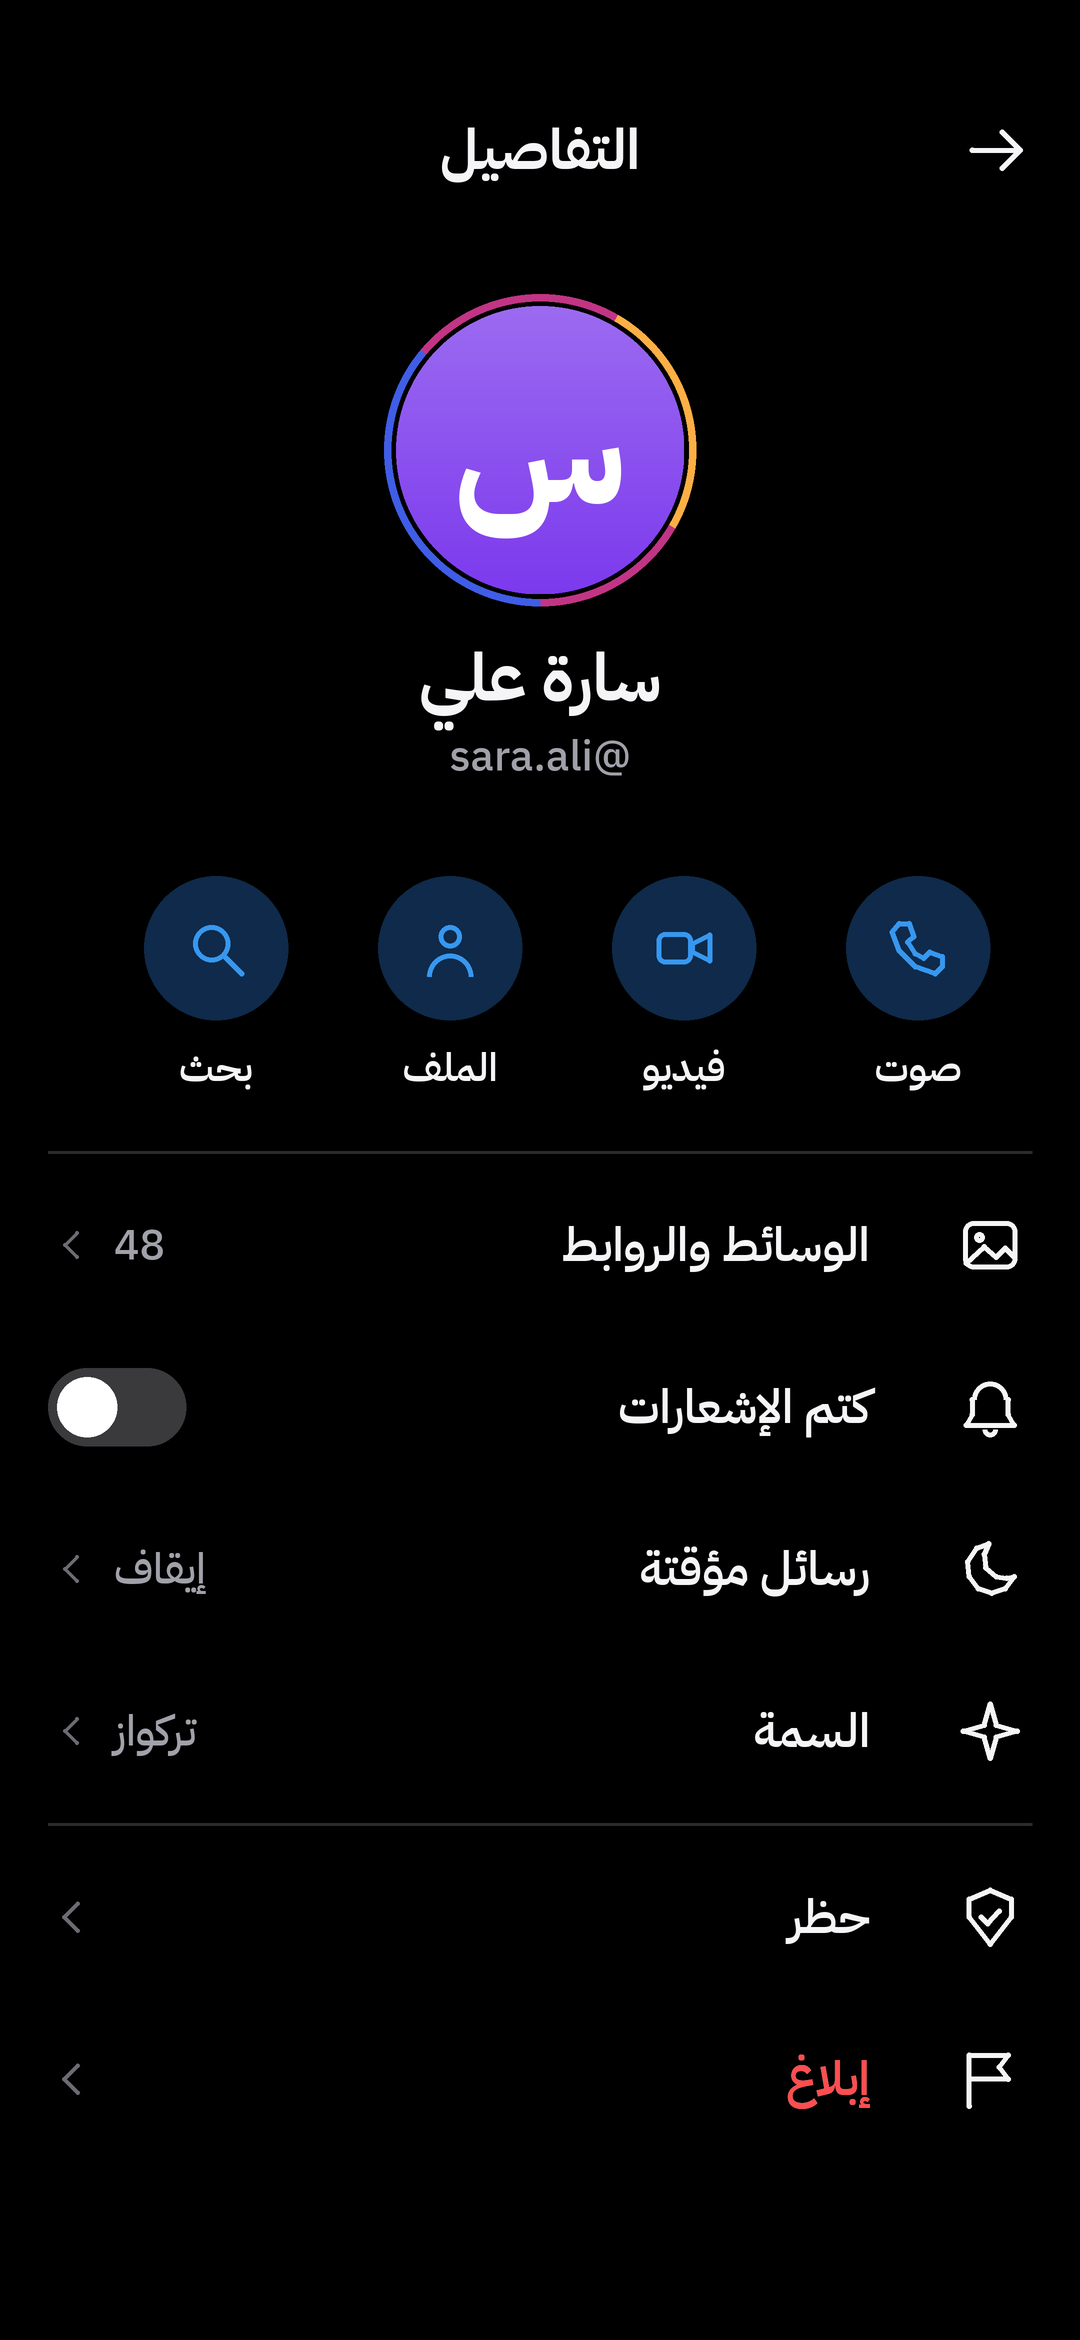 التفاصيل
س
سارة علي
@sara.ali
صوت
فيديو
الملف
بحث
الوسائط والروابط 48
كتم الإشعارات
رسائل مؤقتة إيقاف
السمة تركواز
حظر
إبلاغ